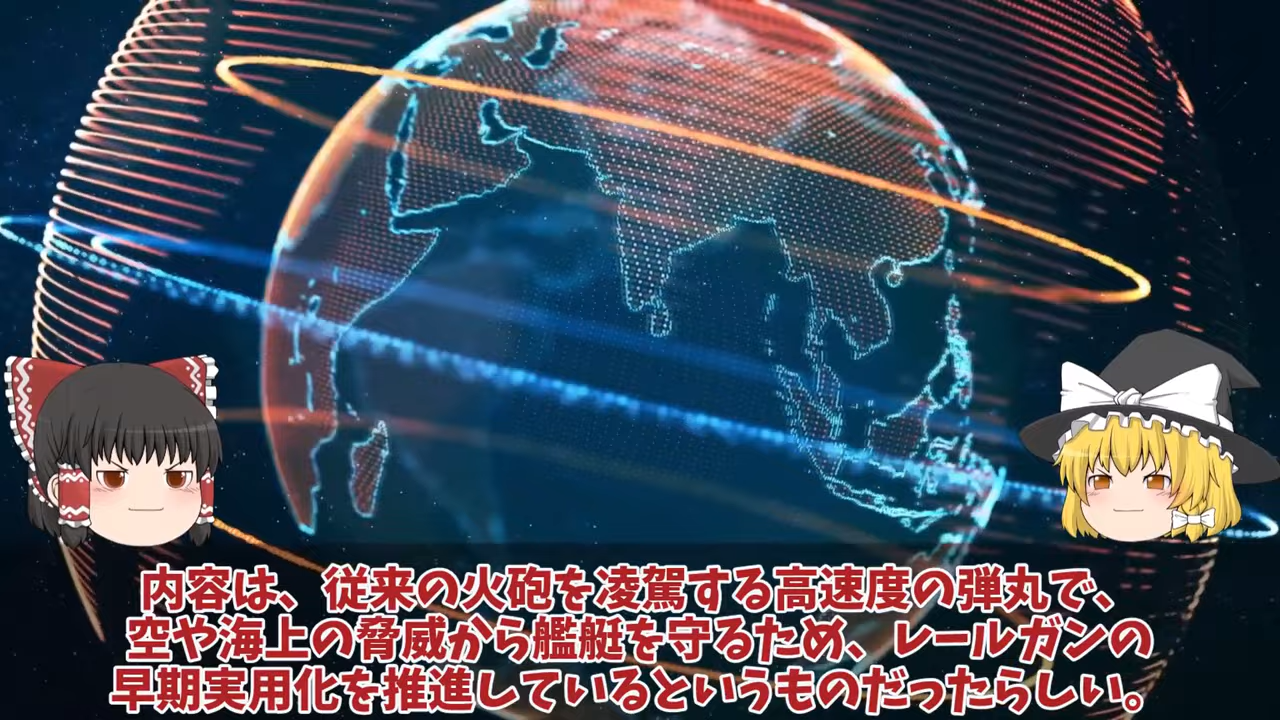 内容は、従来の火砲を凌駕する高速度の弾丸で、
空や海上の脅威から艦艇を守るため、レールガンの
早期実用化を推進しているというものだったらしい。